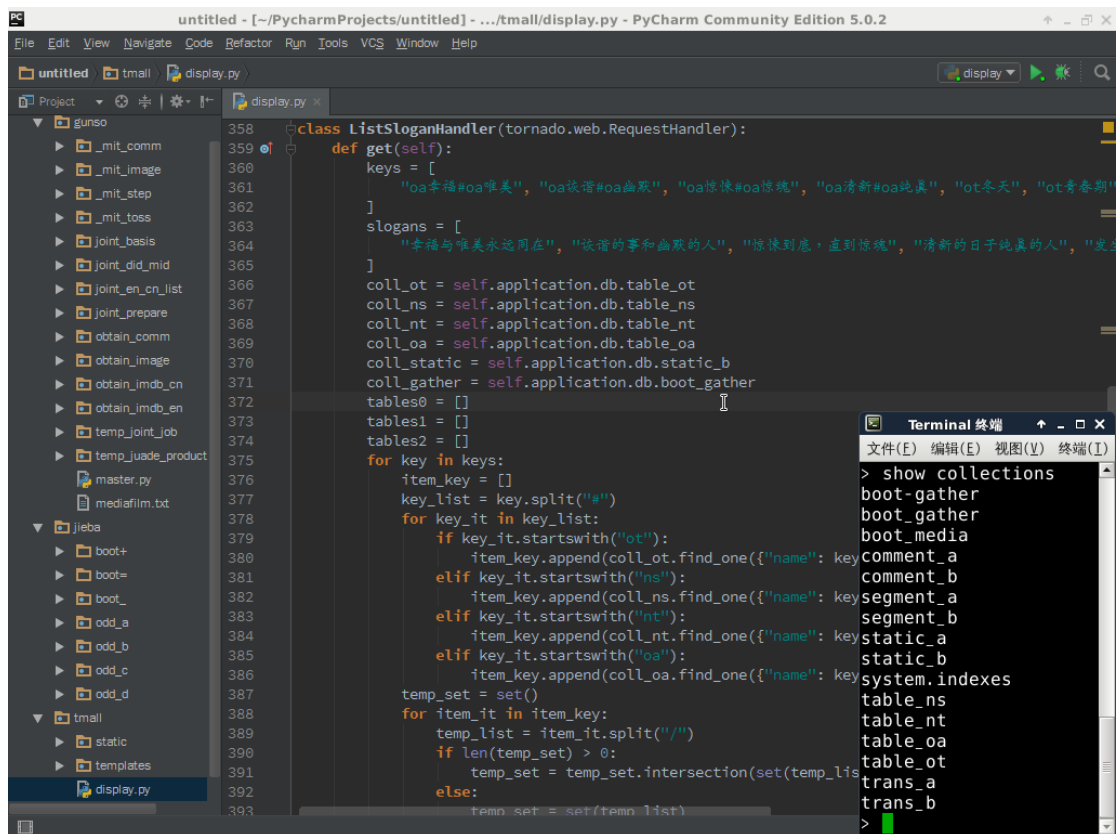 untitled - [~/PycharmProjects/untitled] - .../tmall/display.py - PyCharm Community Edition 5.0.2
File Edit View Navigate Code Refactor Run Tools VCS Window Help
untitled tmall display.py display
Project display.py
gunso
_mit_comm
_mit_image
_mit_step
_mit_toss
joint_basis
joint_did_mid
joint_en_cn_list
joint_prepare
obtain_comm
obtain_image
obtain_imdb_cn
obtain_imdb_en
temp_joint_job
temp_juade_product
master.py
mediafilm.txt
jieba
boot+
boot=
boot_
odd_a
odd_b
odd_c
odd_d
tmall
static
templates
display.py
358 class ListSloganHandler(tornado.web.RequestHandler):
359 def get(self):
360 keys = [
361 "oa幸福#oa唯美", "oa诙谐#oa幽默", "oa惊悚#oa惊魂", "oa清新#oa纯真", "ot冬天", "ot青春期"
362 ]
363 slogans = [
364 "幸福与唯美永远同在", "诙谐的事和幽默的人", "惊悚到底，直到惊魂", "清新的日子纯真的人", "发生
365 ]
366 coll_ot = self.application.db.table_ot
367 coll_ns = self.application.db.table_ns
368 coll_nt = self.application.db.table_nt
369 coll_oa = self.application.db.table_oa
370 coll_static = self.application.db.static_b
371 coll_gather = self.application.db.boot_gather
372 tables0 = []
373 tables1 = []
374 tables2 = []
375 for key in keys:
376 item_key = []
377 key_list = key.split("#")
378 for key_it in key_list:
379 if key_it.startswith("ot"):
380 item_key.append(coll_ot.find_one({"name": key
381 elif key_it.startswith("ns"):
382 item_key.append(coll_ns.find_one({"name": key
383 elif key_it.startswith("nt"):
384 item_key.append(coll_nt.find_one({"name": key
385 elif key_it.startswith("oa"):
386 item_key.append(coll_oa.find_one({"name": key
387 temp_set = set()
388 for item_it in item_key:
389 temp_list = item_it.split("/")
390 if len(temp_set) > 0:
391 temp_set = temp_set.intersection(set(temp_lis
392 else:
393 temp_set = set(temp_list)
Terminal 终端
文件(F) 编辑(E) 视图(V) 终端(T)
> show collections
boot-gather
boot_gather
boot_media
comment_a
comment_b
segment_a
segment_b
static_a
static_b
system.indexes
table_ns
table_nt
table_oa
table_ot
trans_a
trans_b
>